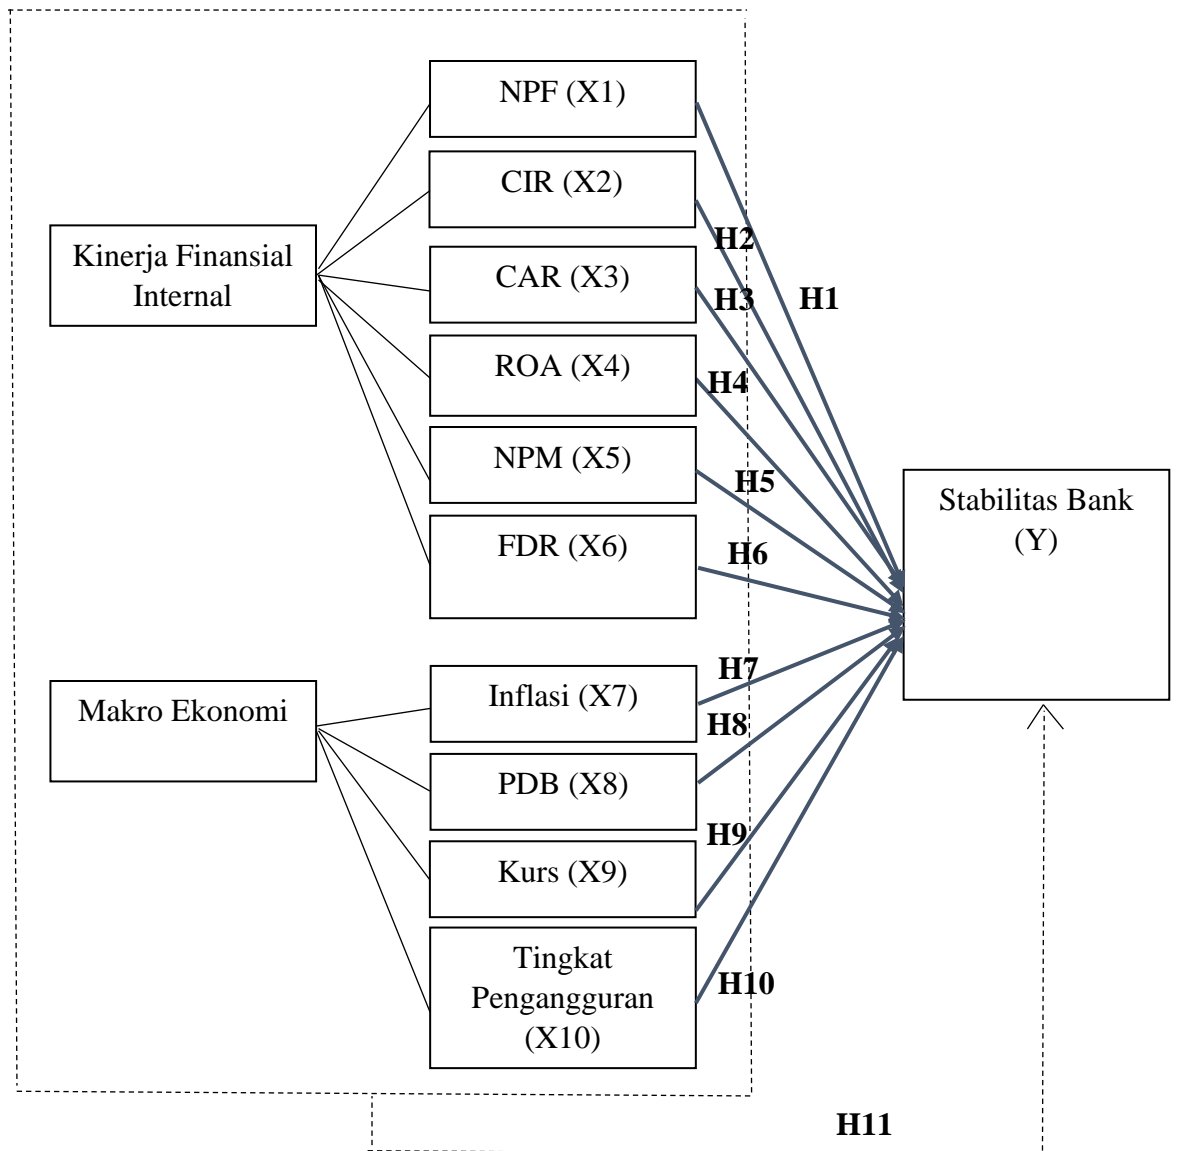 NPF (X1)
CIR (X2)
H2
Kinerja Finansial
Internal
CAR (X3)
H3
H1
ROA (X4)
H4
NPM (X5)
H5
Stabilitas Bank
(Y)
FDR (X6)
H6
Makro Ekonomi
Inflasi (X7)
H7
H8
PDB (X8)
H9
Kurs (X9)
Tingkat
Pengangguran
(X10)
H10
H11